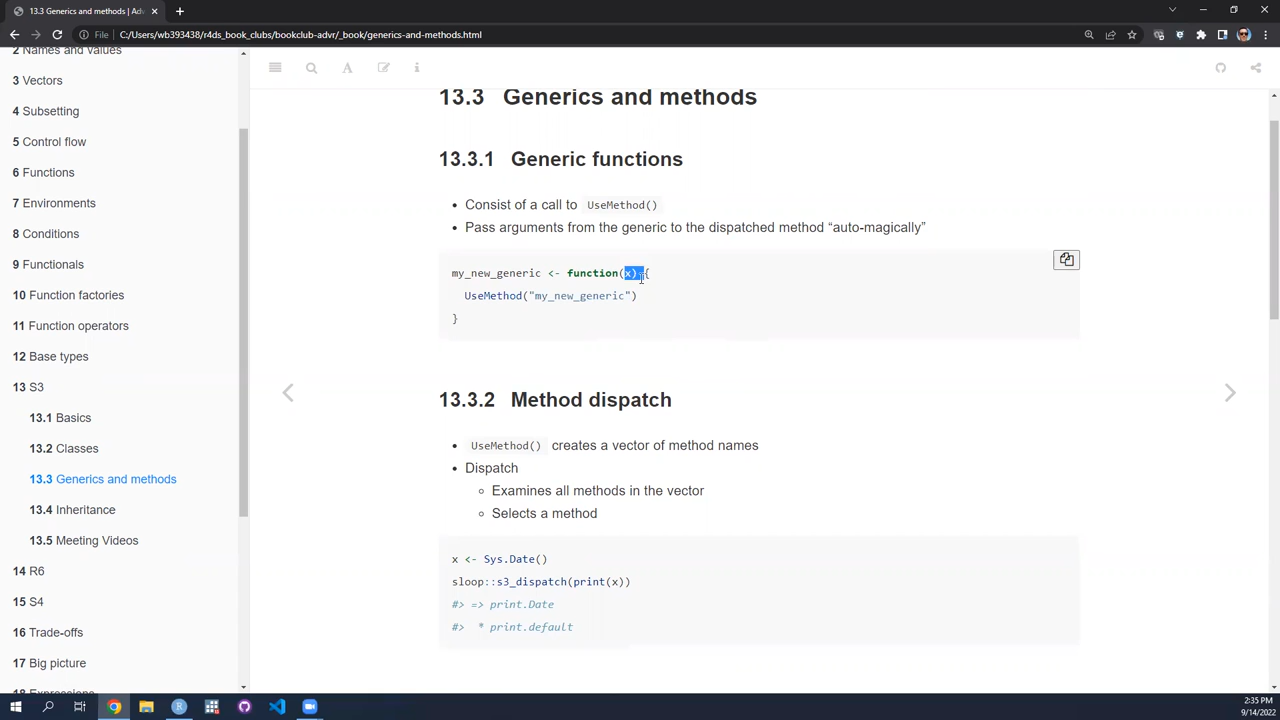 13.3 Generics and methods | Adv
C:/Users/wb393438/r4ds_book_clubs/bookclub-advr/_book/generics-and-methods.html
File
2 Names and Values
3 Vectors
4 Subsetting
5 Control flow
6 Functions
7 Environments
8 Conditions
9 Functionals
10 Function factories
11 Function operators
12 Base types
13 S3
13.1 Basics
13.2 Classes
13.3 Generics and methods
13.4 Inheritance
13.5 Meeting Videos
14 R6
15 S4
16 Trade-offs
17 Big picture
18 Expressions
13.3 Generics and methods
13.3.1 Generic functions
• Consist of a call to UseMethod()
• Pass arguments from the generic to the dispatched method “auto-magically”
my_new_generic <- function(x) {
UseMethod("my_new_generic")
}
13.3.2 Method dispatch
• UseMethod() creates a vector of method names
• Dispatch
◦ Examines all methods in the vector
◦ Selects a method
x <- Sys.Date()
sloop::s3_dispatch(print(x))
#> => print.Date
#>  * print.default
2:35 PM
9/14/2022